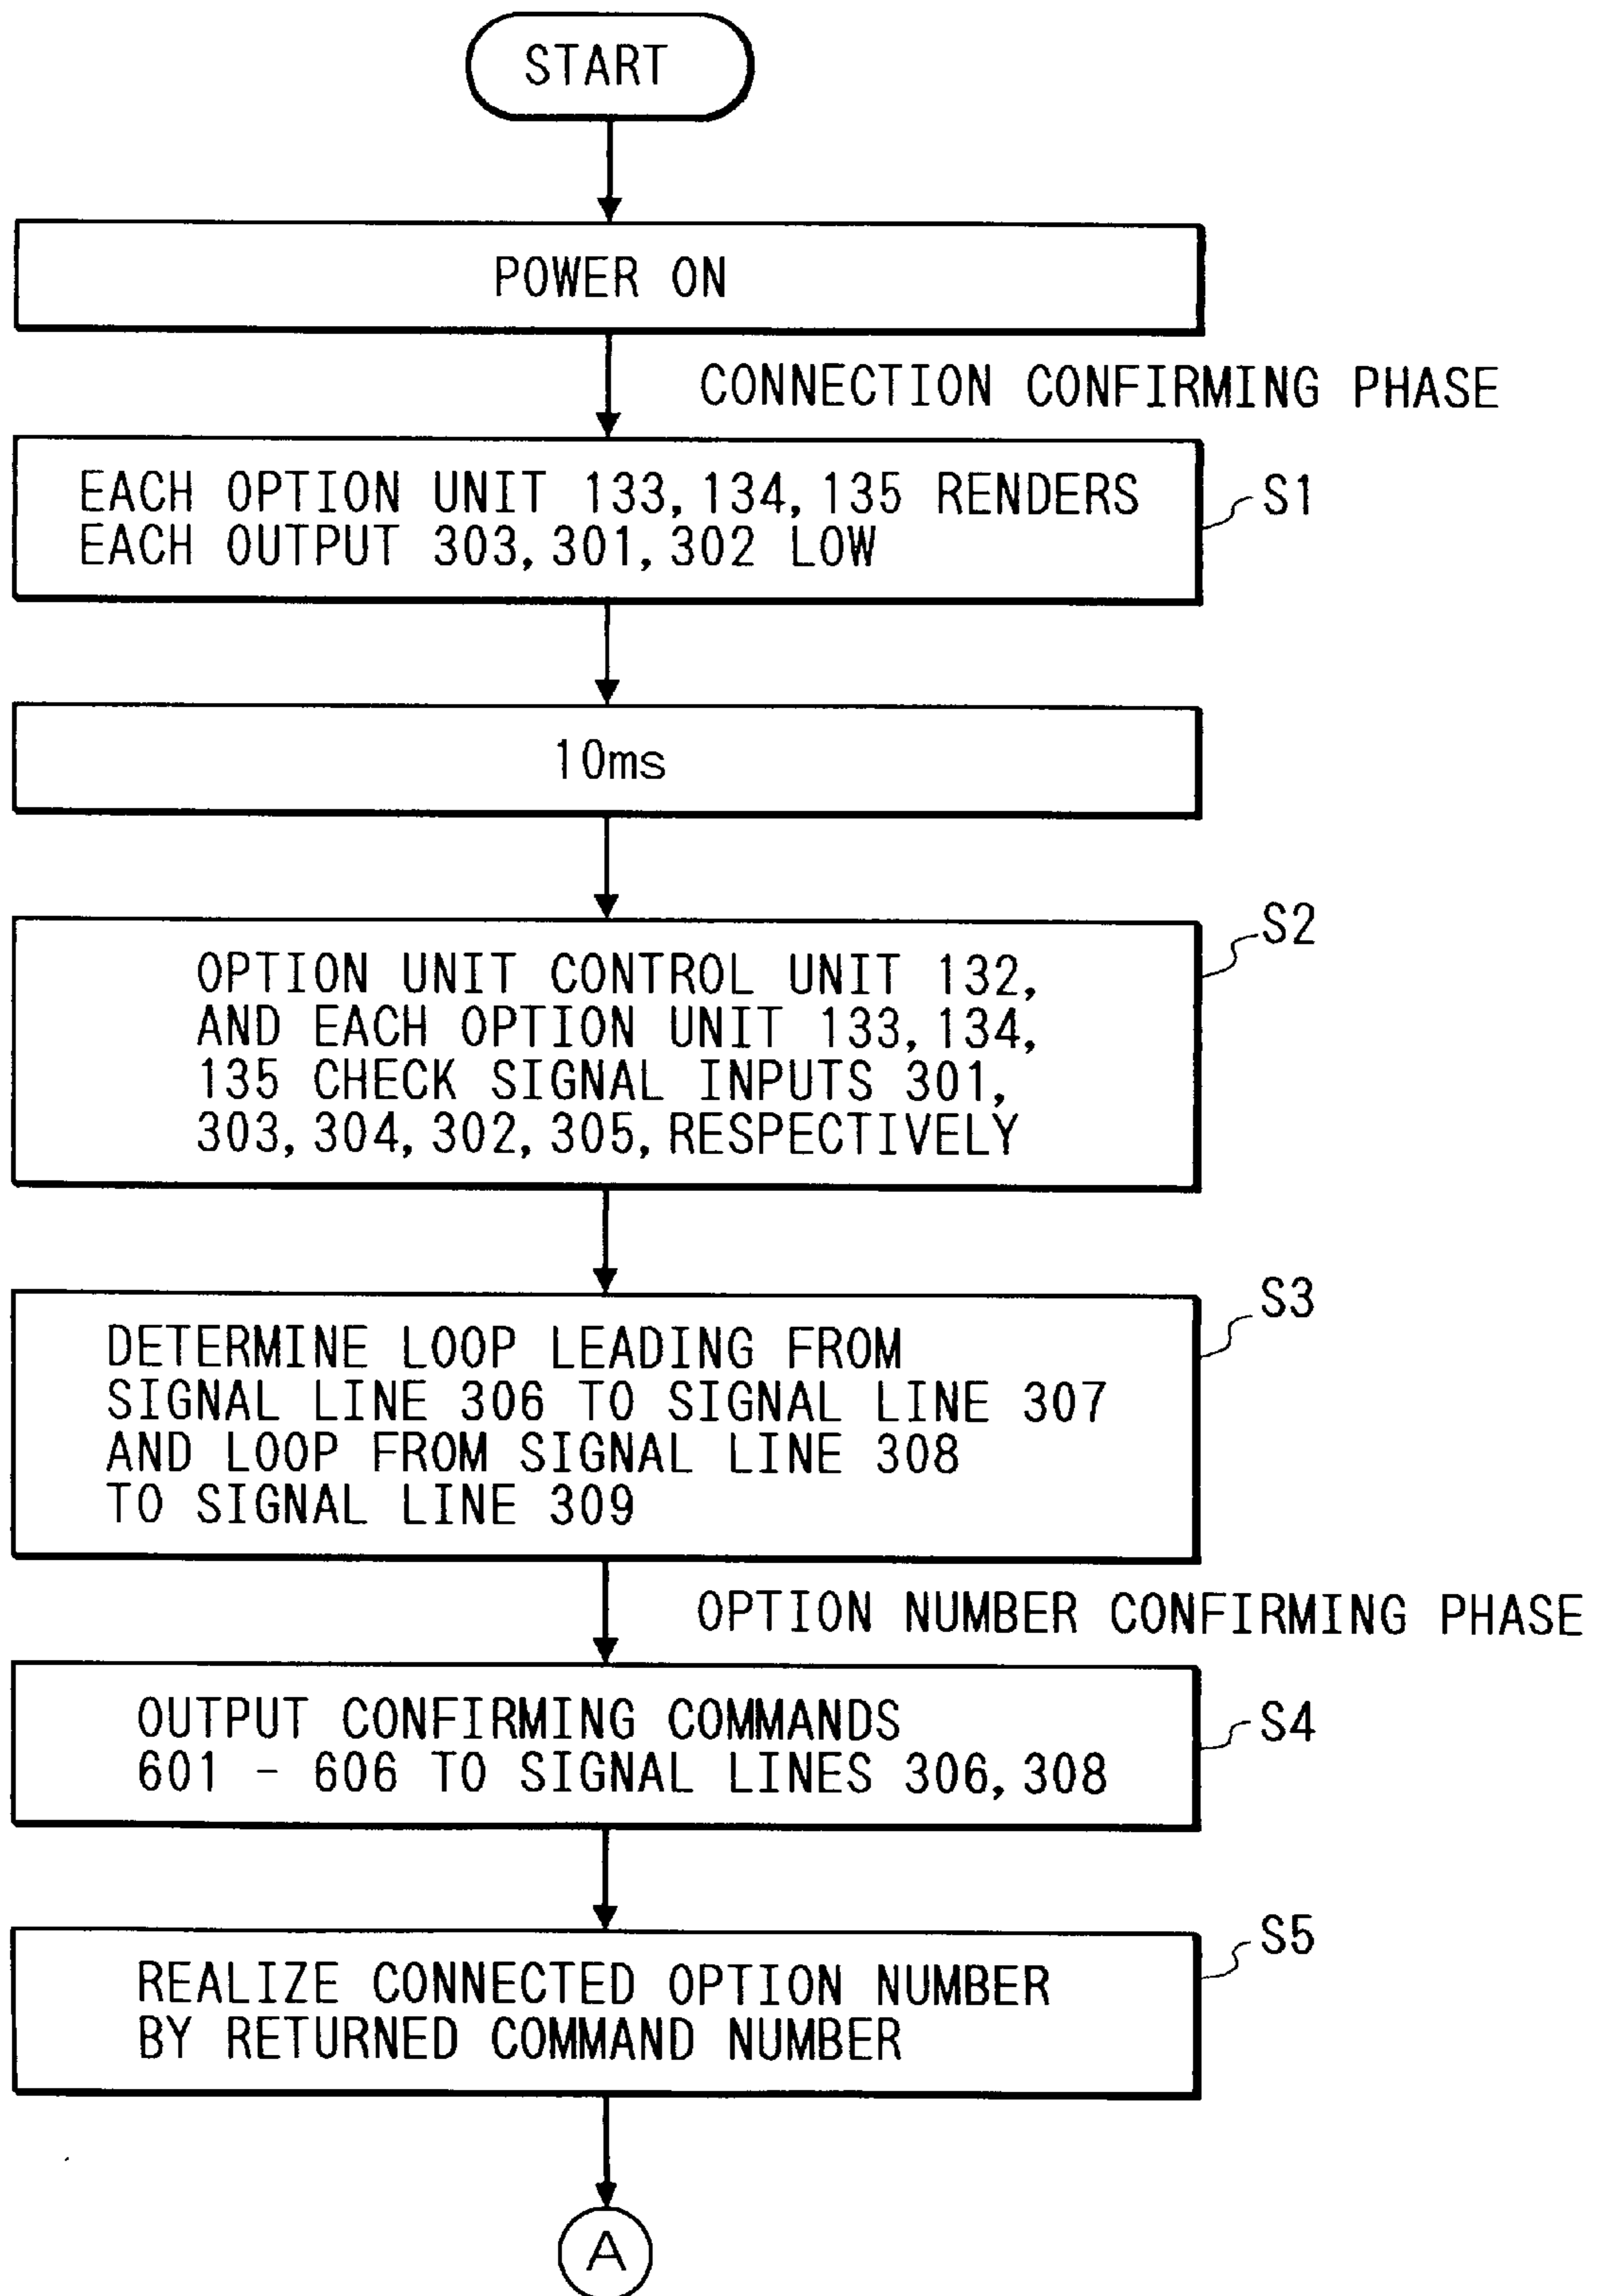 START
POWER ON
CONNECTION CONFIRMING PHASE
EACH OPTION UNIT 133, 134, 135 RENDERS
EACH OUTPUT 303, 301, 302 LOW
S1
10ms
S2
OPTION UNIT CONTROL UNIT 132,
AND EACH OPTION UNIT 133, 134,
135 CHECK SIGNAL INPUTS 301,
303, 304, 302, 305, RESPECTIVELY
S3
DETERMINE LOOP LEADING FROM
SIGNAL LINE 306 TO SIGNAL LINE 307
AND LOOP FROM SIGNAL LINE 308
TO SIGNAL LINE 309
OPTION NUMBER CONFIRMING PHASE
OUTPUT CONFIRMING COMMANDS
601 - 606 TO SIGNAL LINES 306, 308
S4
S5
REALIZE CONNECTED OPTION NUMBER
BY RETURNED COMMAND NUMBER
A